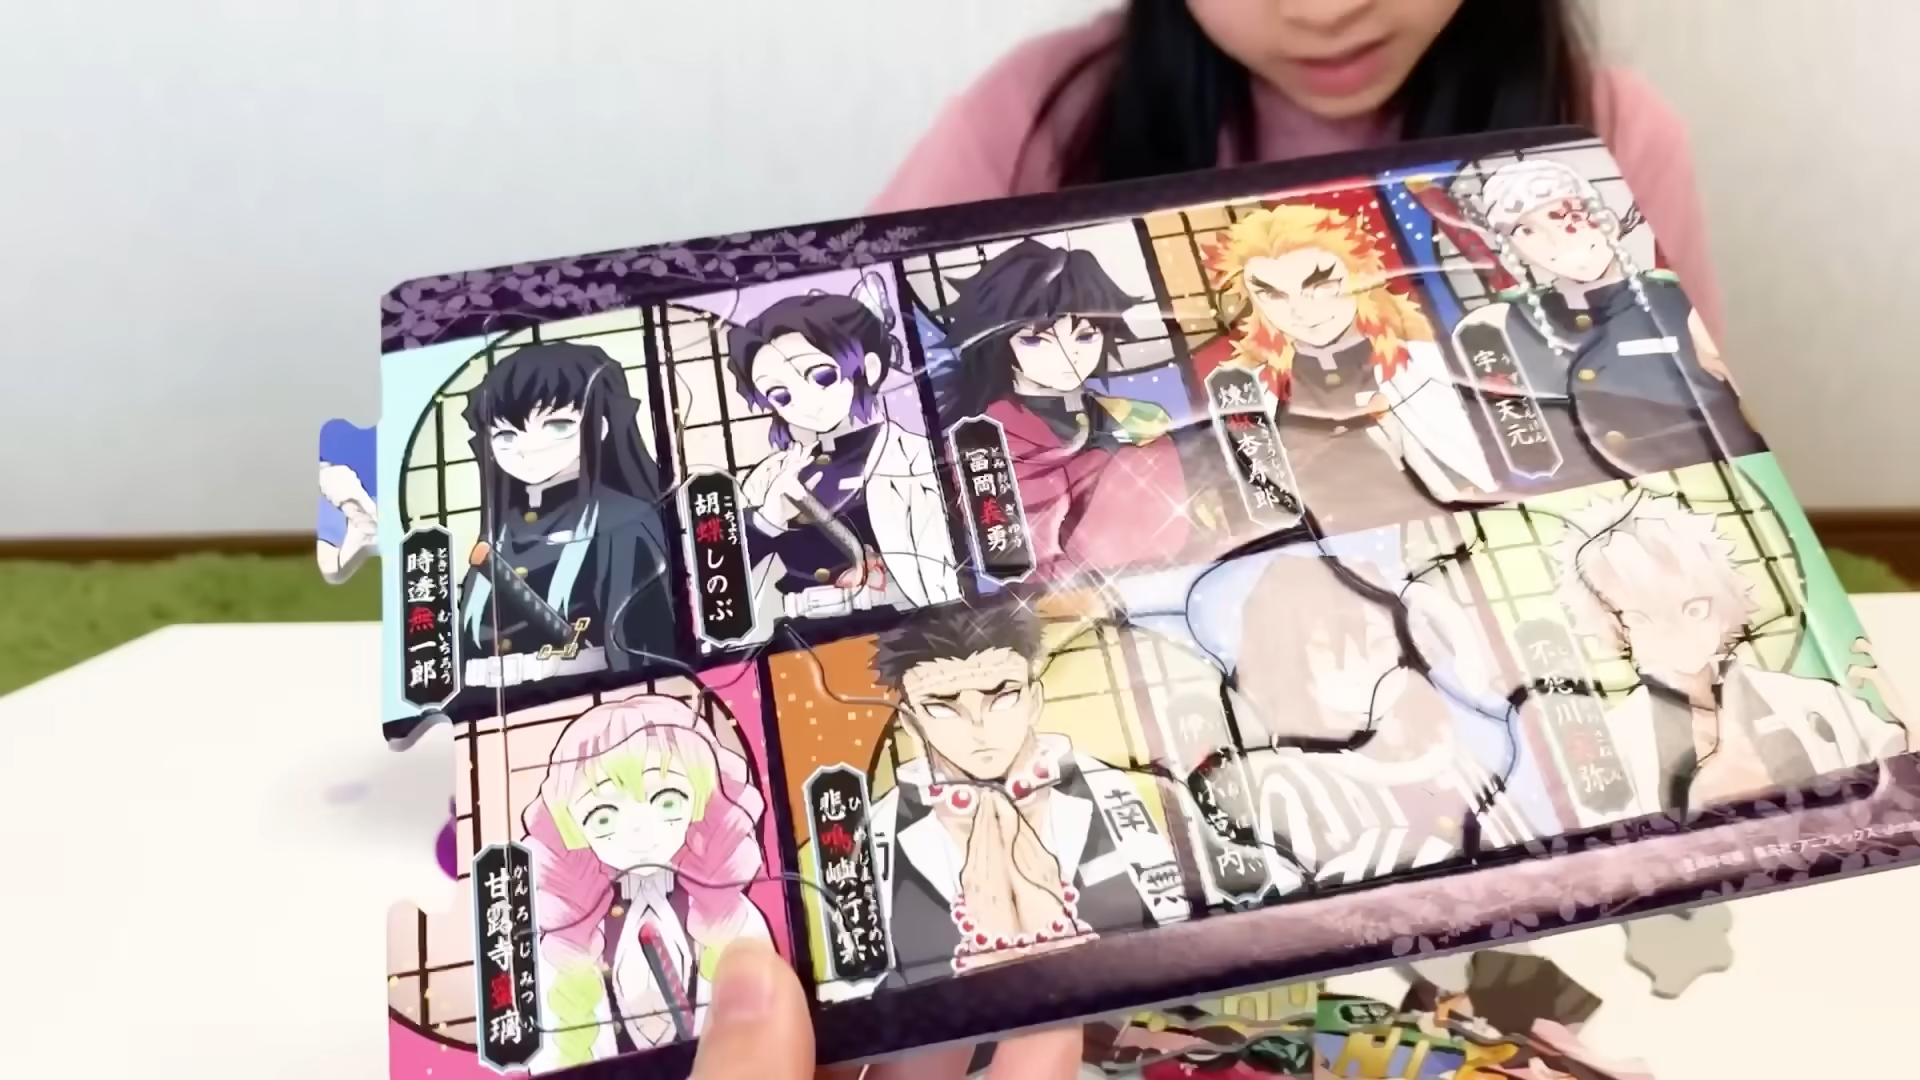 時透無一郎
ときとう むいちろう
胡蝶しのぶ
こちょう
冨岡義勇
とみおか ぎゆう
煉獄杏寿郎
宇髄天元
甘露寺蜜璃
かんろじ みつり
悲鳴嶼行冥
ひめじまぎょうめい
南無
伊 小芭内
不死川実弥